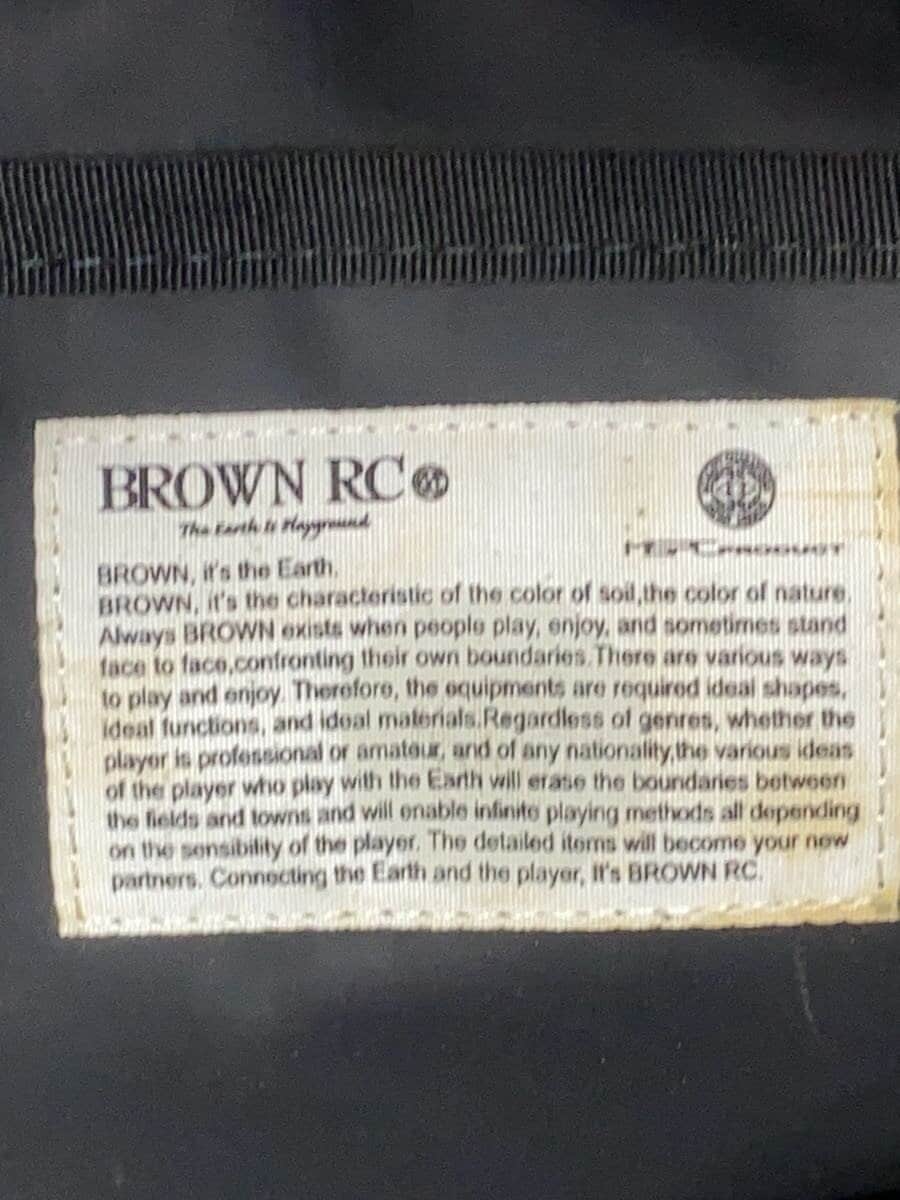 BROWN RC
The Earth Is Playground
BROWN, it's the Earth.
BROWN, it's the characteristic of the color of soil,the color of nature.
Always BROWN exists when people play, enjoy, and sometimes stand
face to face,confronting their own boundaries.There are various ways
to play and enjoy. Therefore, the equipments are required ideal shapes,
ideal functions, and ideal materials.Regardless of genres, whether the
player is professional or amateur, and of any nationality,the various ideas
of the player who play with the Earth will erase the boundaries between
the fields and towns and will enable infinite playing methods all depending
on the sensibility of the player. The detailed items will become your new
partners. Connecting the Earth and the player, It's BROWN RC.